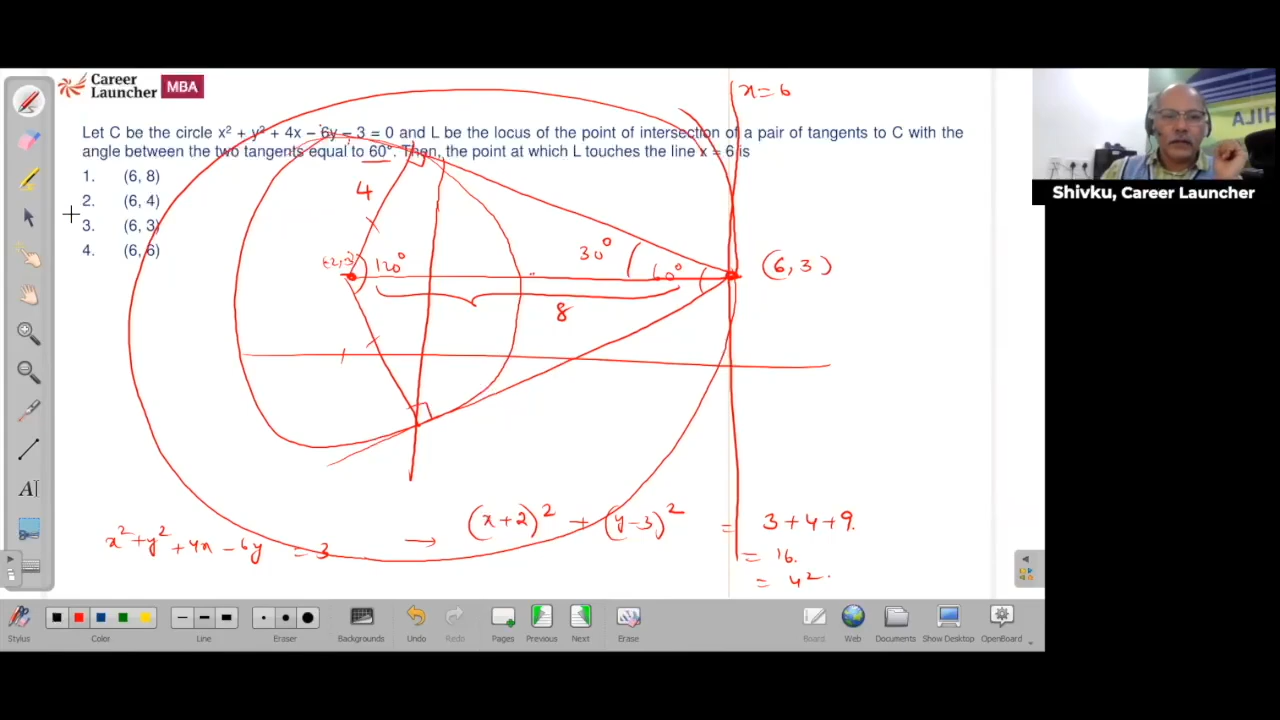 Career
Launcher MBA
x = 6
Let C be the circle x² + y² + 4x − 6y − 3 = 0 and L be the locus of the point of intersection of a pair of tangents to C with the
angle between the two tangents equal to 60°. Then, the point at which L touches the line x = 6 is
1. (6, 8)
2. (6, 4)
3. (6, 3)
4. (6, 6)
Shivku, Career Launcher
4
(-2,3)
120°
30°
60°
(6,3)
8
x²+y²+4x-6y = 3 → (x+2)² + (y-3)² = 3+4+9.
= 16.
= 4².
Stylus
Color
Line
Eraser
Backgrounds
Undo
Redo
Pages
Previous
Next
Erase
Board
Web
Documents
Show Desktop
OpenBoard